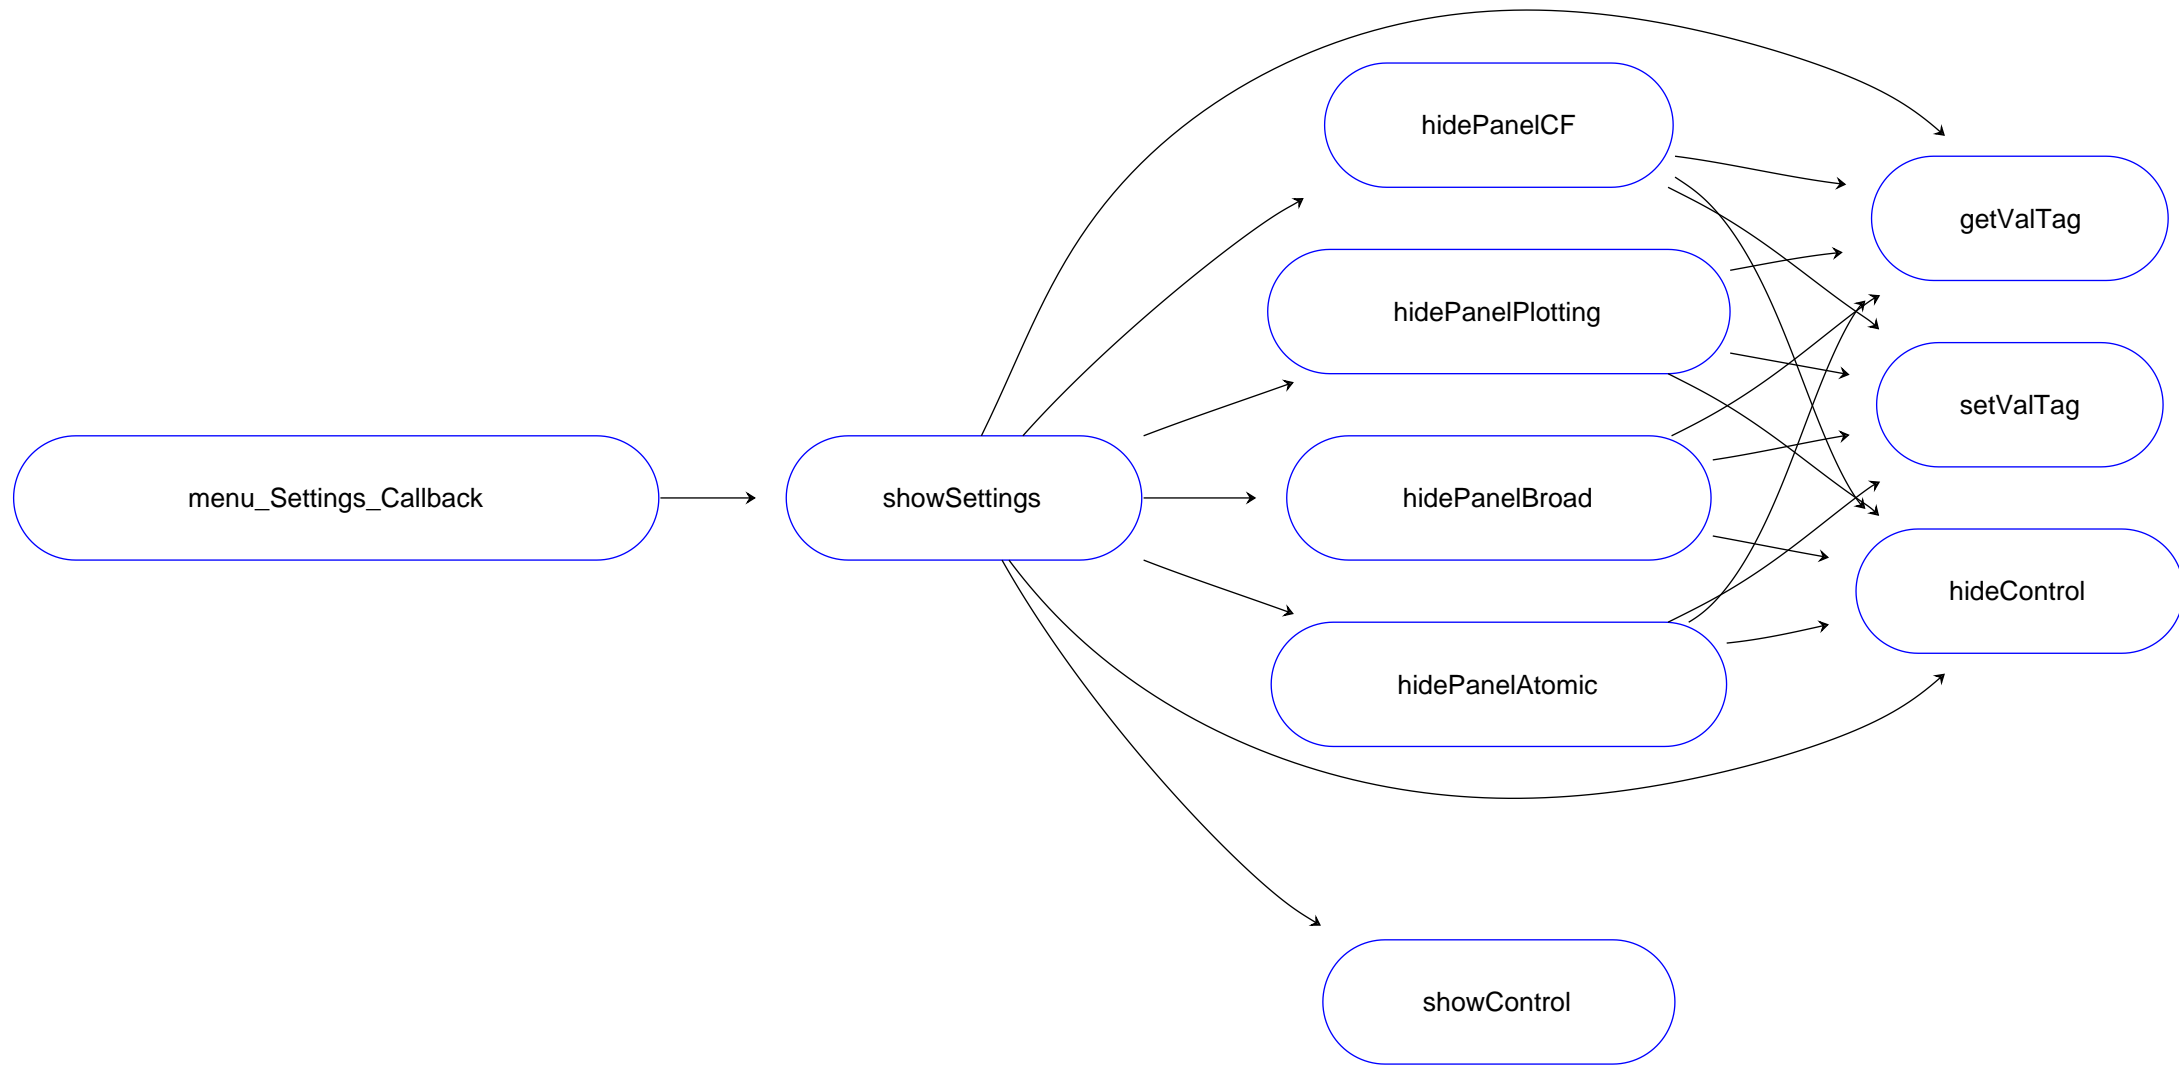 menu_Settings_Callback
showSettings
hidePanelCF
hidePanelPlotting
hidePanelBroad
hidePanelAtomic
showControl
getValTag
setValTag
hideControl